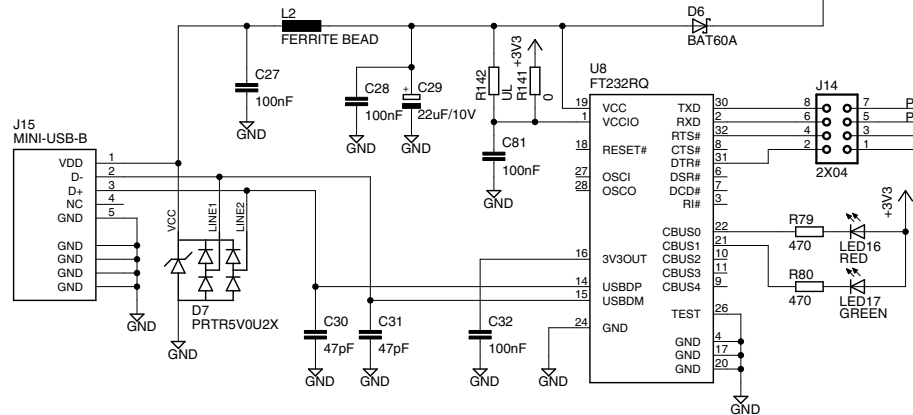 L2
FERRITE BEAD
D6
BAT60A
C27
100nF
GND
C28
100nF
GND
C29
+
22uF/10V
GND
R142
UL
+3V3
R141
0
C81
100nF
GND
U8
FT232RQ
19 VCC
1 VCCIO
18 RESET#
27 OSCI
28 OSCO
16 3V3OUT
14 USBDP
15 USBDM
24 GND
TXD 30
RXD 2
RTS# 32
CTS# 8
DTR# 31
DSR# 6
DCD# 7
RI# 3
CBUS0 22
CBUS1 21
CBUS2 10
CBUS3 11
CBUS4 9
TEST 26
GND 4
GND 17
GND 20
GND
J14
8 7 P
6 5 P
4 3
2 1
2X04
+3V3
R79
470
LED16
RED
R80
470
LED17
GREEN
J15
MINI-USB-B
VDD 1
D- 2
D+ 3
NC 4
GND 5
GND
GND
GND
GND
GND
VCC
LINE1
LINE2
D7
PRTR5V0U2X
GND
C30
47pF
GND
C31
47pF
GND
C32
100nF
GND
GND